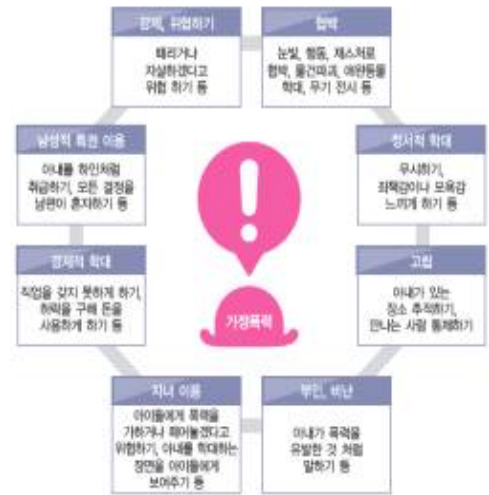 강제, 위협하기
때리거나
자살하겠다고
위협 하기 등
협박
눈빛, 행동, 제스처로
협박, 물건파괴, 애완동물
학대, 무기 전시 등
남성적 특권 이용
아내를 하인처럼
취급하기, 모든 결정을
남편이 혼자하기 등
정서적 학대
무시하기,
죄책감이나 모욕감
느끼게 하기 등
경제적 학대
직업을 갖지 못하게 하기,
허락을 구해 돈을
사용하게 하기 등
고립
아내가 있는
장소 추적하기,
만나는 사람 통제하기
가정폭력
자녀 이용
아이들에게 폭력을
가하거나 떼어놓겠다고
위협하기, 아내를 학대하는
장면을 아이들에게
보여주기 등
부인, 비난
아내가 폭력을
유발한 것 처럼
말하기 등